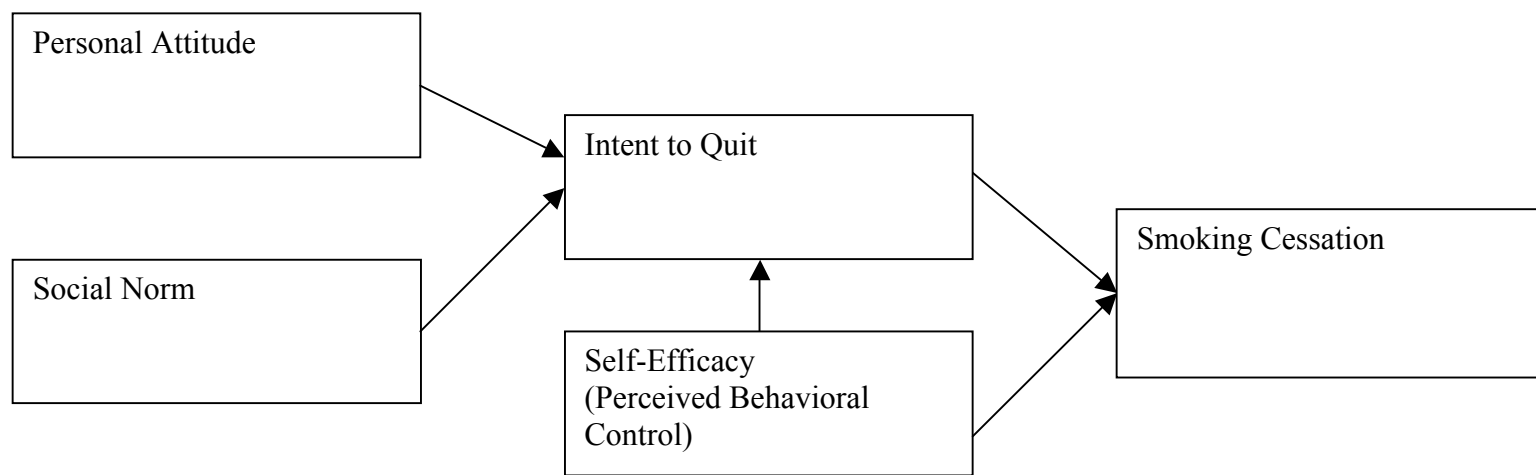 Personal Attitude
Intent to Quit
Smoking Cessation
Social Norm
Self-Efficacy
(Perceived Behavioral
Control)